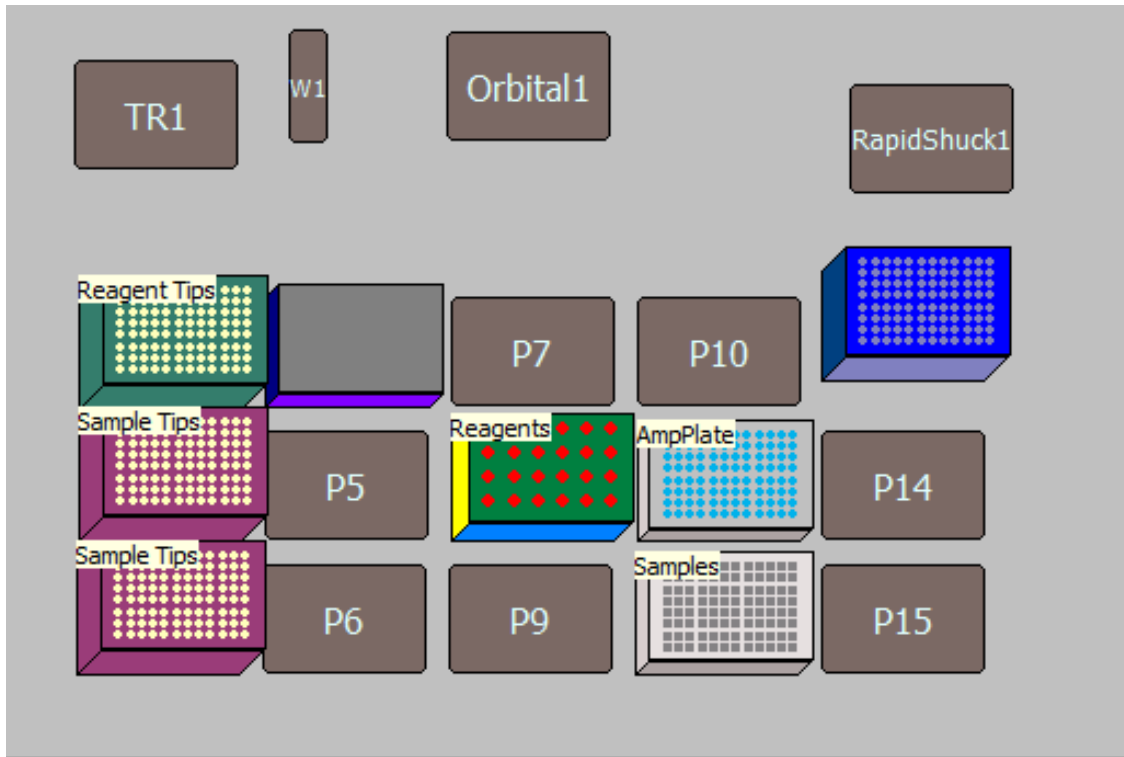 TR1
W1
Orbital1
RapidShuck1
Reagent Tips
P7
P10
Sample Tips
P5
Reagents
AmpPlate
P14
Sample Tips
P6
P9
Samples
P15